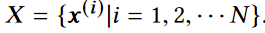 X = {x^{(i)} | i = 1, 2, ⋯ N}.